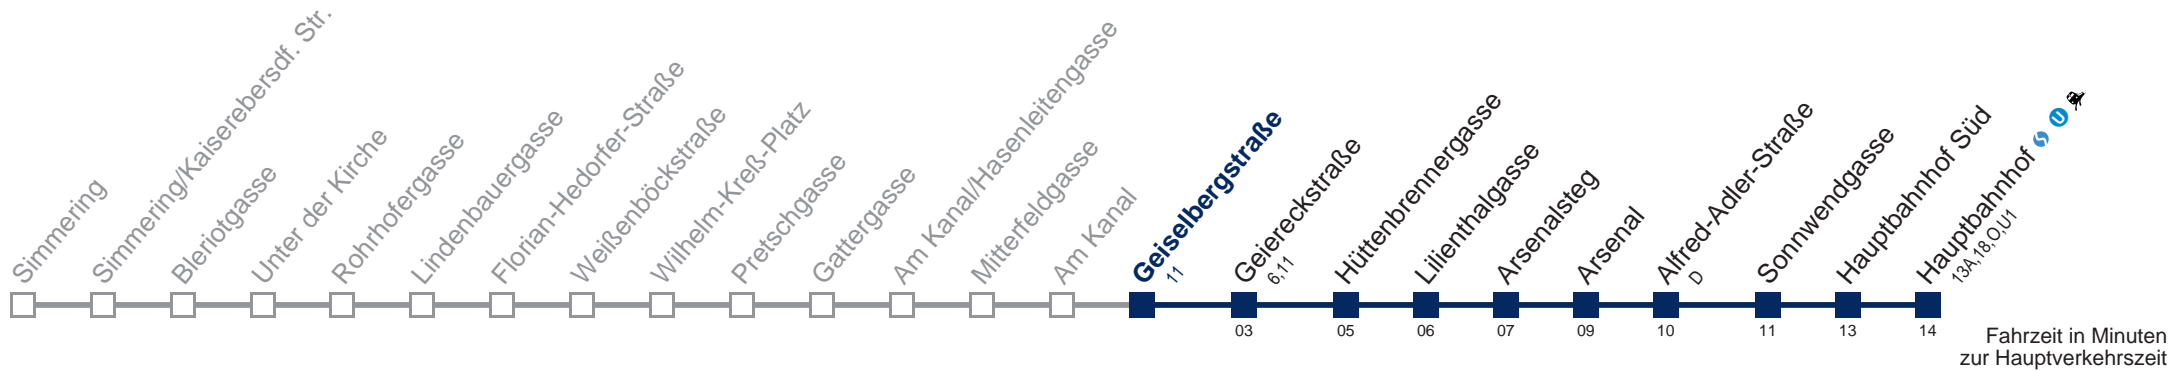 Simmering
Simmering/Kaiserebersdf. Str.
Bleriotgasse
Unter der Kirche
Rohrhofergasse
Lindenbauergasse
Florian-Hedorfer-Straße
Weißenböckstraße
Wilhelm-Kreß-Platz
Pretschgasse
Gattergasse
Am Kanal/Hasenleitengasse
Mitterfeldgasse
Am Kanal
Geiselbergstraße
11
Geiereckstraße
6,11
Hüttenbrennergasse
Lilienthalgasse
Arsenalsteg
Arsenal
Alfred-Adler-Straße
D
Sonnwendgasse
Hauptbahnhof Süd
Hauptbahnhof U
13A,18,O,U1
03 05 06 07 09 10 11 13 14
Fahrzeit in Minuten
zur Hauptverkehrszeit